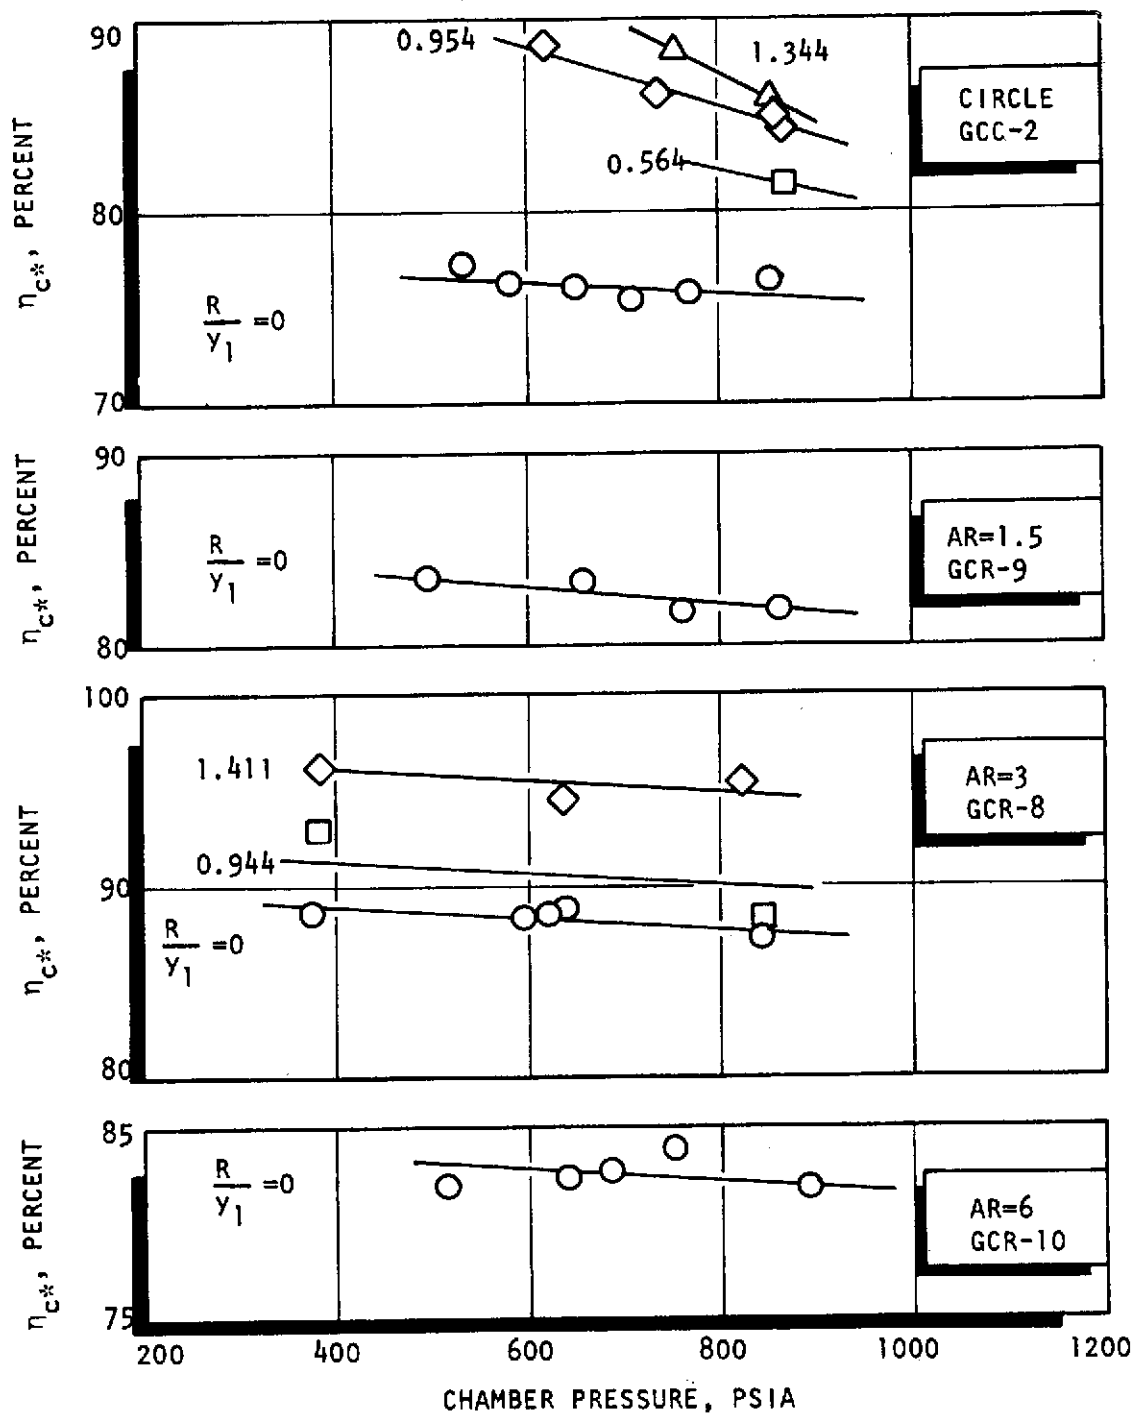 90
0.954
1.344
CIRCLE
GCC-2
0.564
80
R/y1 =0
70
ηc*, PERCENT
90
R/y1 =0
AR=1.5
GCR-9
80
ηc*, PERCENT
100
1.411
AR=3
GCR-8
0.944
90
R/y1 =0
80
ηc*, PERCENT
85
R/y1 =0
AR=6
GCR-10
75
ηc*, PERCENT
200 400 600 800 1000 1200
CHAMBER PRESSURE, PSIA